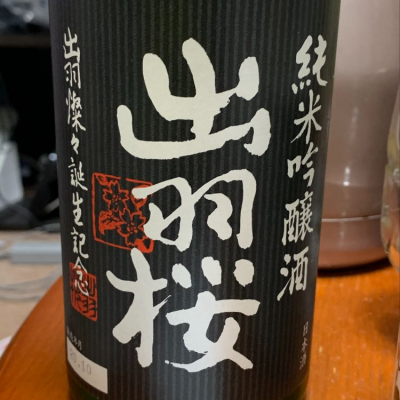 純米吟醸酒
出羽桜
出羽燦々誕生記念
日本酒